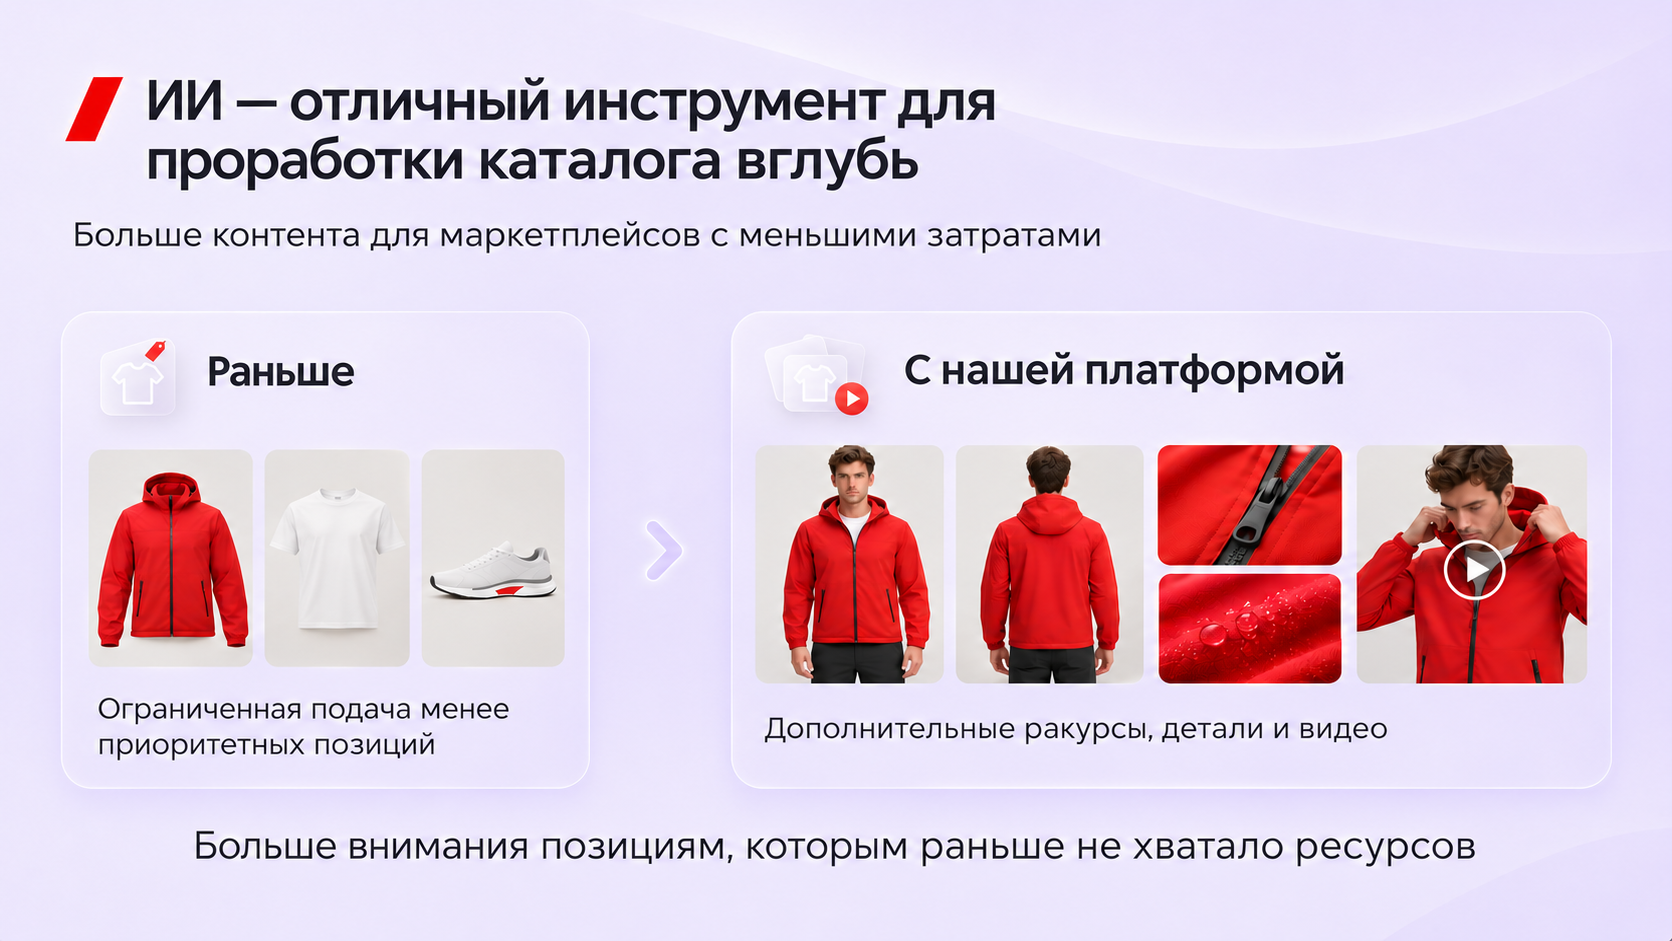 ИИ — отличный инструмент для
проработки каталога вглубь
Больше контента для маркетплейсов с меньшими затратами
Раньше
Ограниченная подача менее
приоритетных позиций
С нашей платформой
Дополнительные ракурсы, детали и видео
Больше внимания позициям, которым раньше не хватало ресурсов